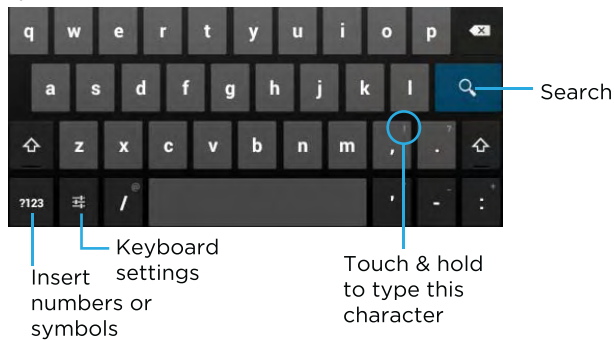 q w e r t y u i o p
a s d f g h j k l
Search
z x c v b n m , ! . ?
?123 / @ ' - _ : +
Keyboard
settings
Insert
numbers or
symbols
Touch & hold
to type this
character